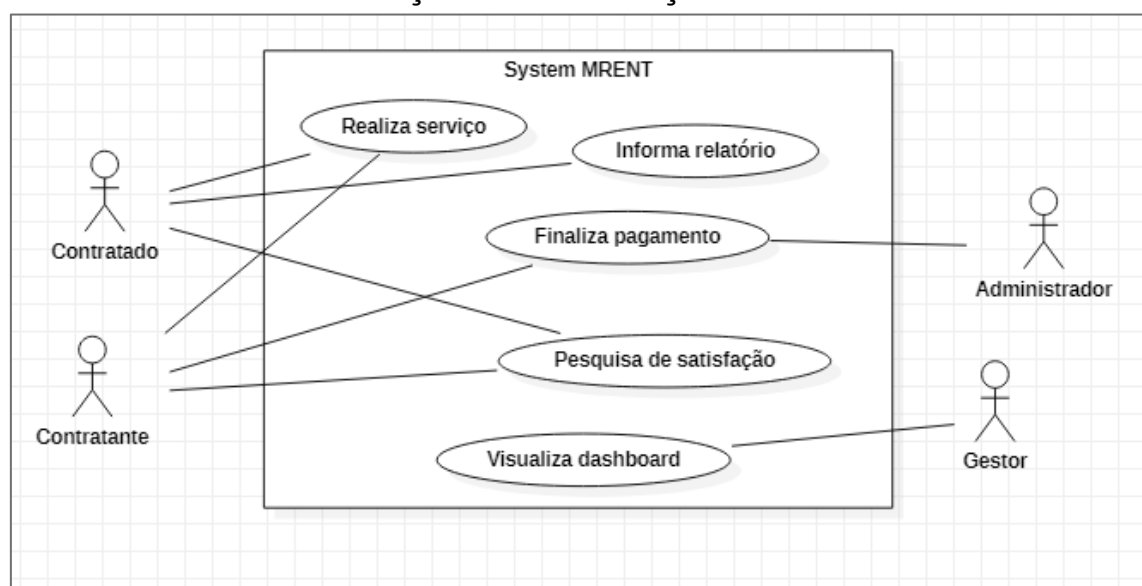 System MRENT
Realiza serviço
Informa relatório
Contratado
Finaliza pagamento
Administrador
Pesquisa de satisfação
Contratante
Visualiza dashboard
Gestor